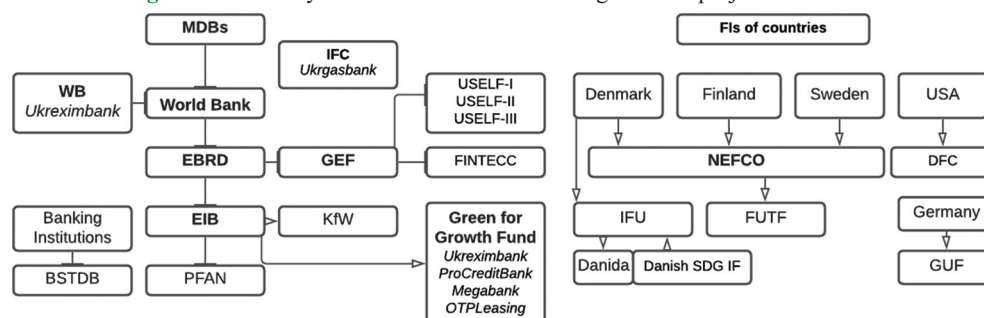 MDBs
IFC
Ukrgasbank
WB
Ukreximbank
World Bank
USELF-I
USELF-II
USELF-III
EBRD
GEF
FINTECC
Banking
Institutions
EIB
KfW
Green for
Growth Fund
Ukreximbank
ProCreditBank
Megabank
OTPLeasing
BSTDB
PFAN
FIs of countries
Denmark
Finland
Sweden
USA
NEFCO
DFC
IFU
FUTF
Germany
Danida
Danish SDG IF
GUF